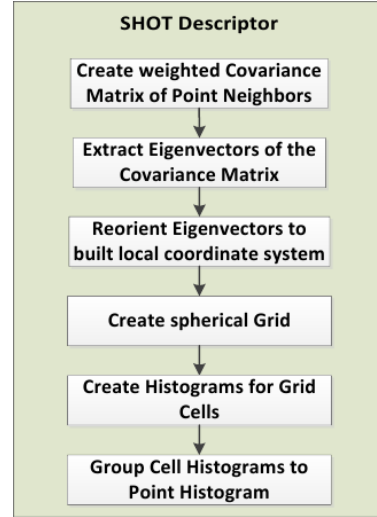 SHOT Descriptor
Create weighted Covariance
Matrix of Point Neighbors
Extract Eigenvectors of the
Covariance Matrix
Reorient Eigenvectors to
built local coordinate system
Create spherical Grid
Create Histograms for Grid
Cells
Group Cell Histograms to
Point Histogram